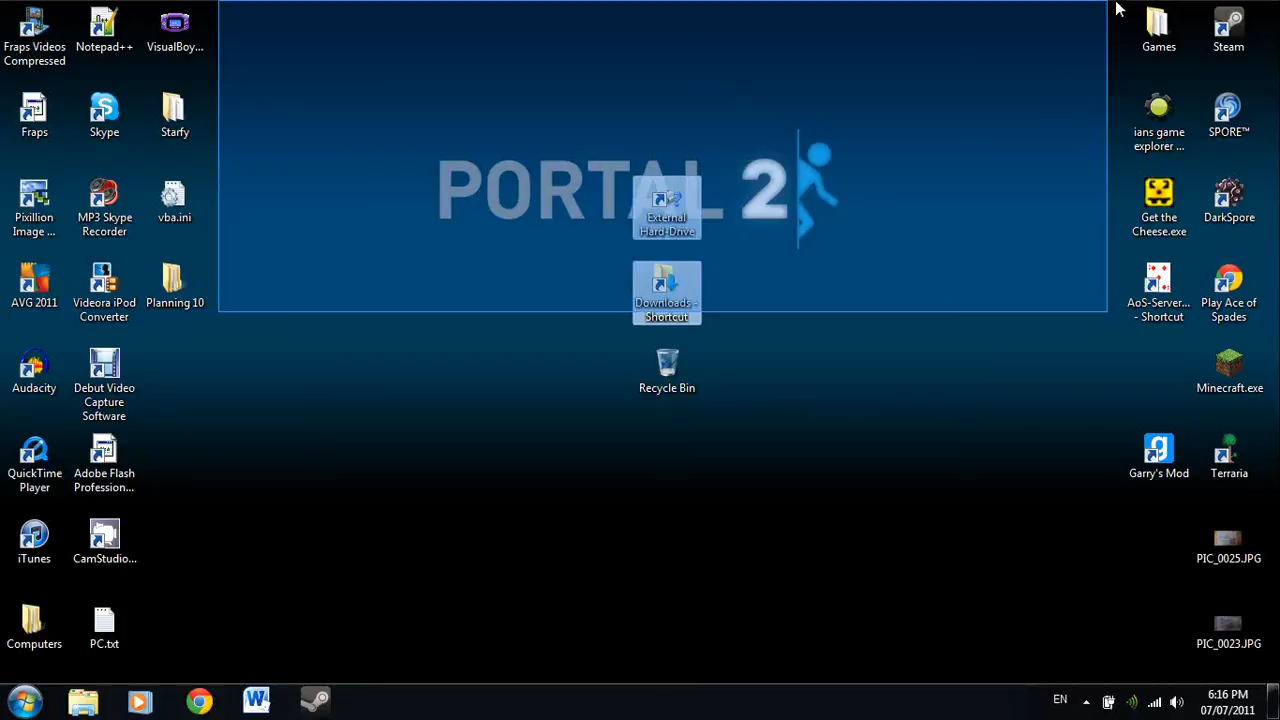 Fraps Videos
Compressed
Notepad++
VisualBoy...
Games
Steam
Fraps
Skype
Starfy
ians game
explorer ...
SPORE™
PORTAL 2
Pixillion
Image ...
MP3 Skype
Recorder
vba.ini
External
Hard-Drive
Get the
Cheese.exe
DarkSpore
AVG 2011
Videora iPod
Converter
Planning 10
Downloads -
Shortcut
AoS-Server...
- Shortcut
Play Ace of
Spades
Audacity
Debut Video
Capture
Software
Recycle Bin
Minecraft.exe
QuickTime
Player
Adobe Flash
Profession...
Garry's Mod
Terraria
iTunes
CamStudio...
PIC_0025.JPG
Computers
PC.txt
PIC_0023.JPG
EN
6:16 PM
07/07/2011